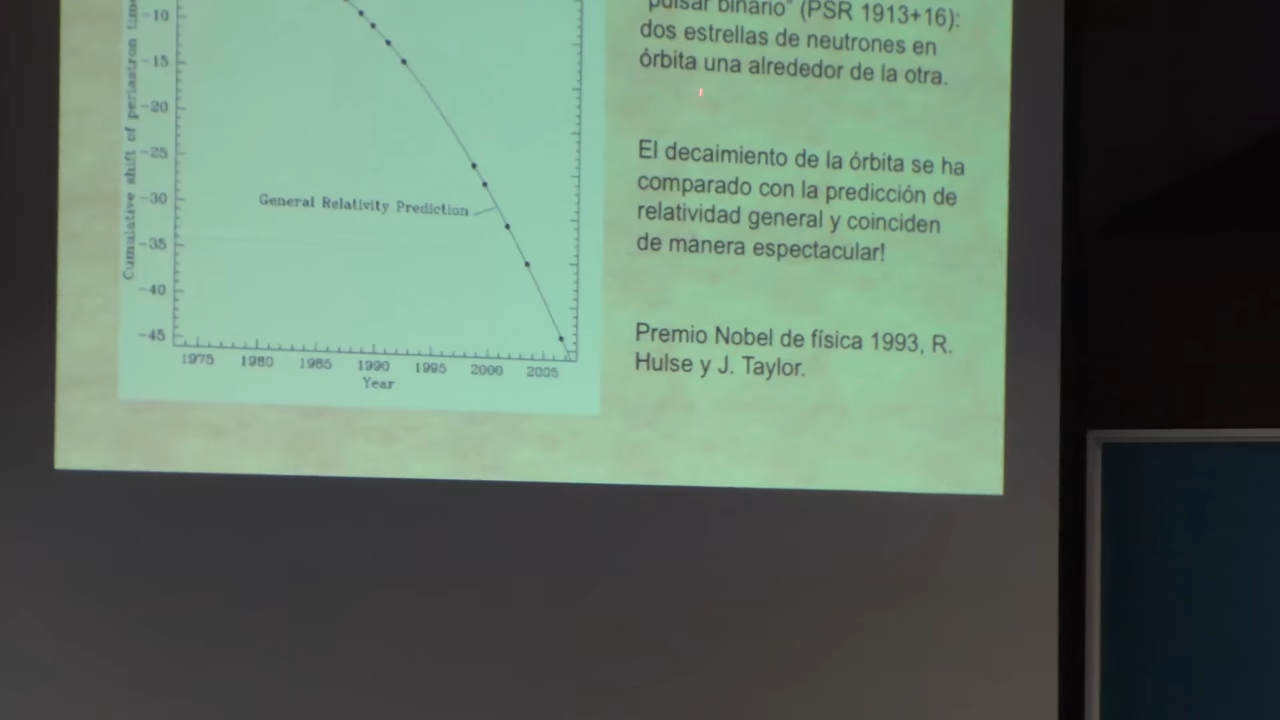 Cumulative shift of periastron time
-10
-15
-20
-25
-30
-35
-40
-45
General Relativity Prediction
1975 1980 1985 1990 1995 2000 2005
Year
"pulsar binario" (PSR 1913+16):
dos estrellas de neutrones en
órbita una alrededor de la otra.
El decaimiento de la órbita se ha
comparado con la predicción de
relatividad general y coinciden
de manera espectacular!
Premio Nobel de física 1993, R.
Hulse y J. Taylor.